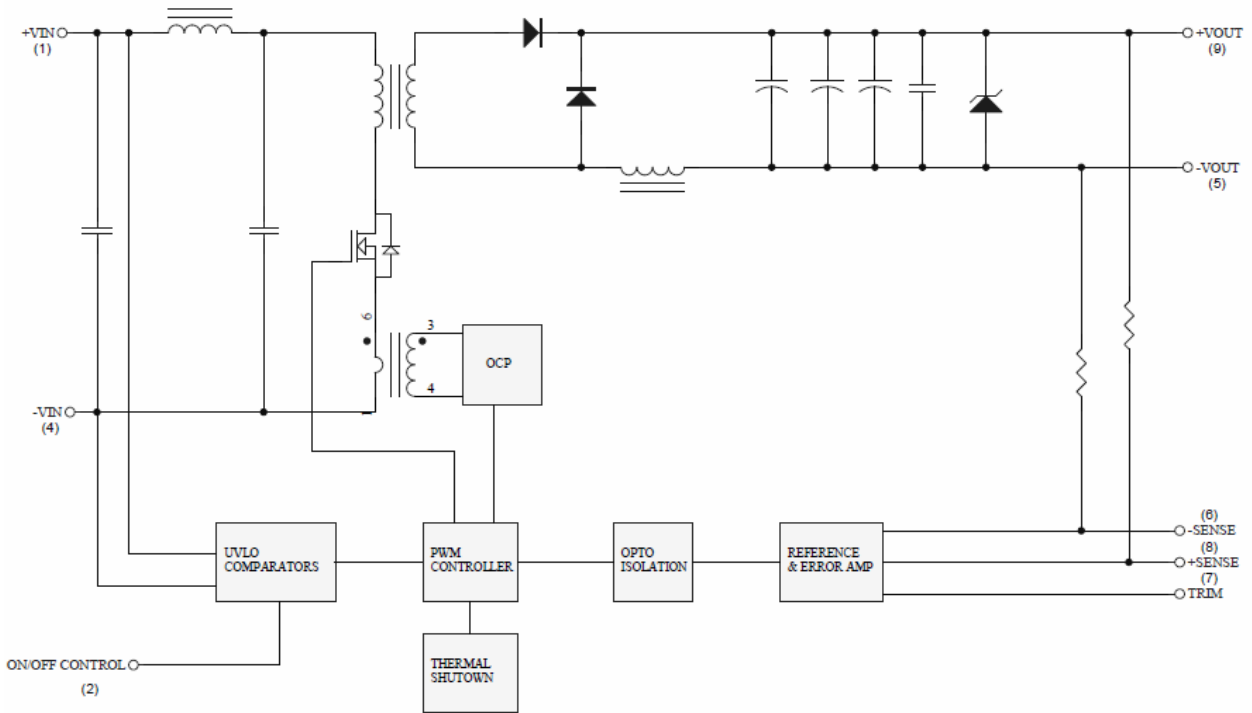 +VIN
(1)
+VOUT
(9)
-VOUT
(5)
6
3
4
OCP
-VIN
(4)
UVLO
COMPARATORS
PWM
CONTROLLER
OPTO
ISOLATION
REFERENCE
& ERROR AMP
(6)
-SENSE
(8)
+SENSE
(7)
TRIM
ON/OFF CONTROL
(2)
THERMAL
SHUTOWN